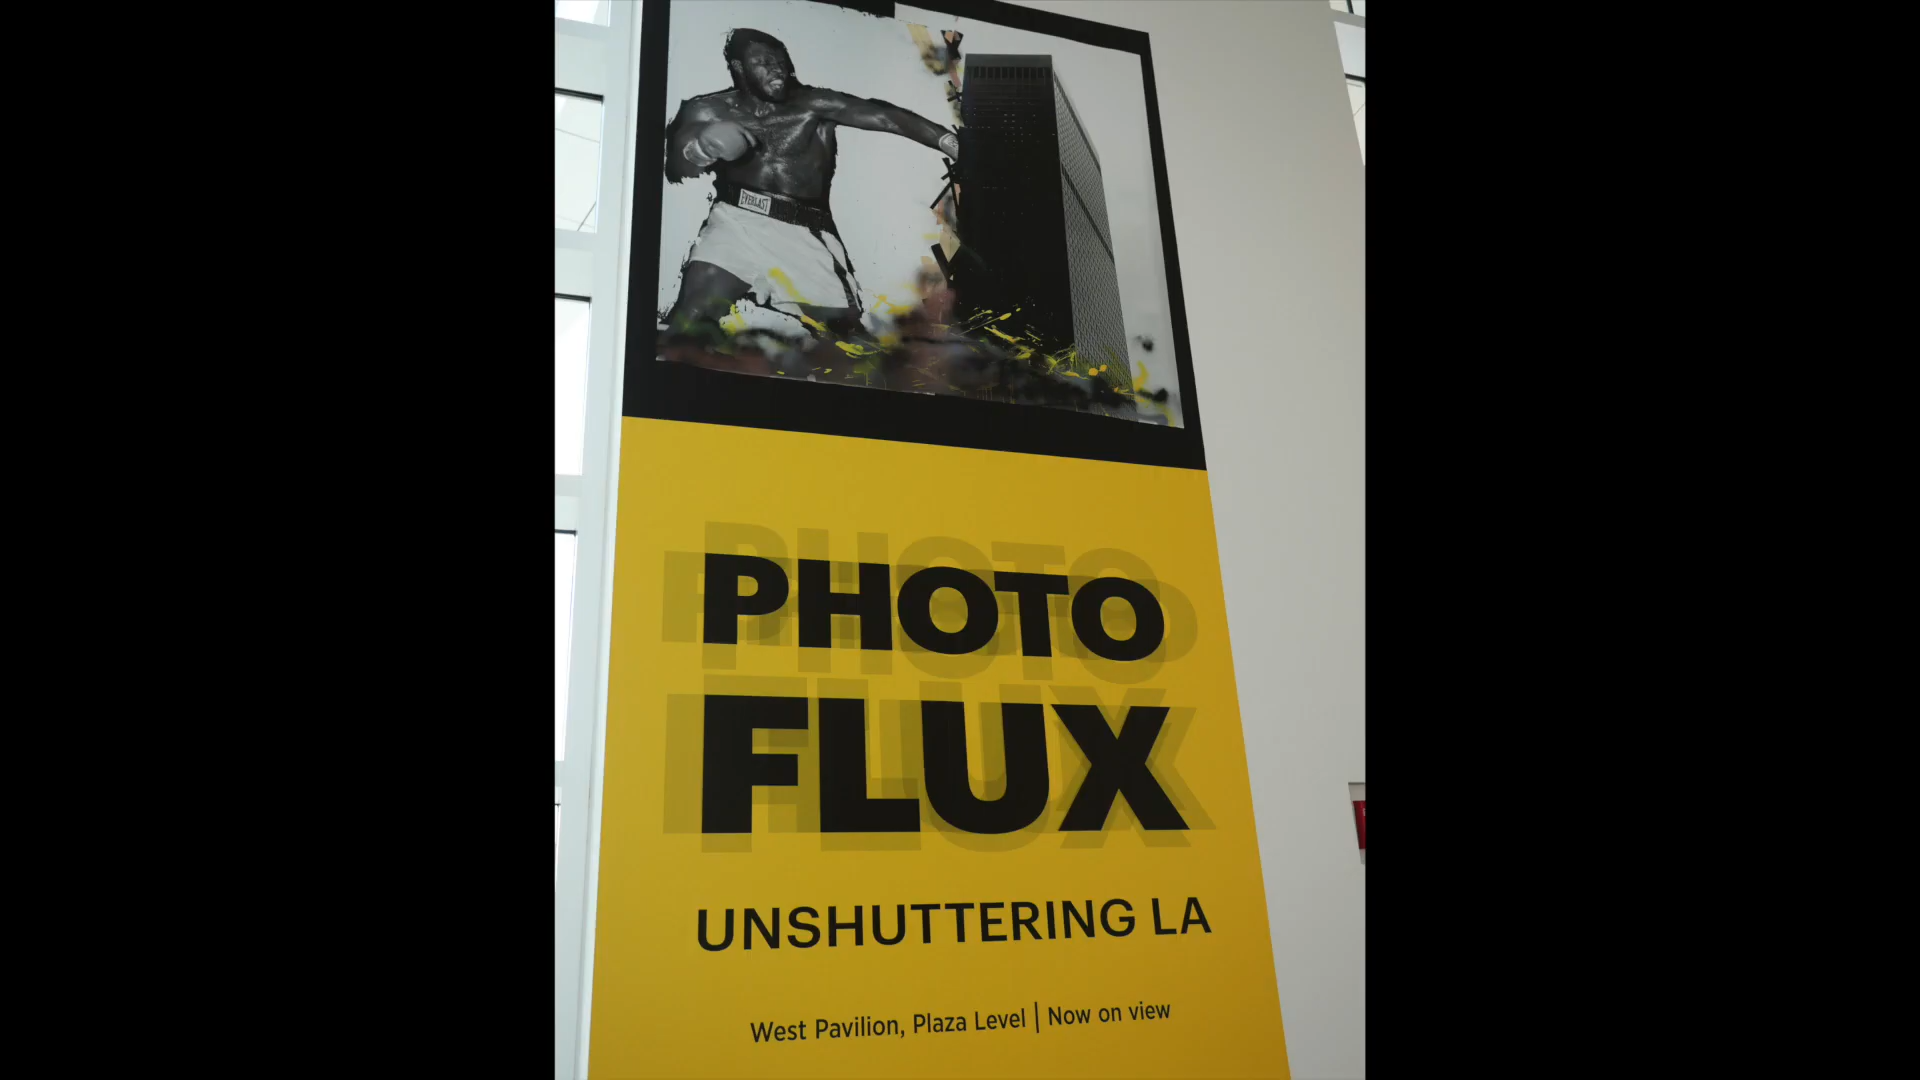 EVERLAST
PHOTO
FLUX
UNSHUTTERING LA
West Pavilion, Plaza Level | Now on view